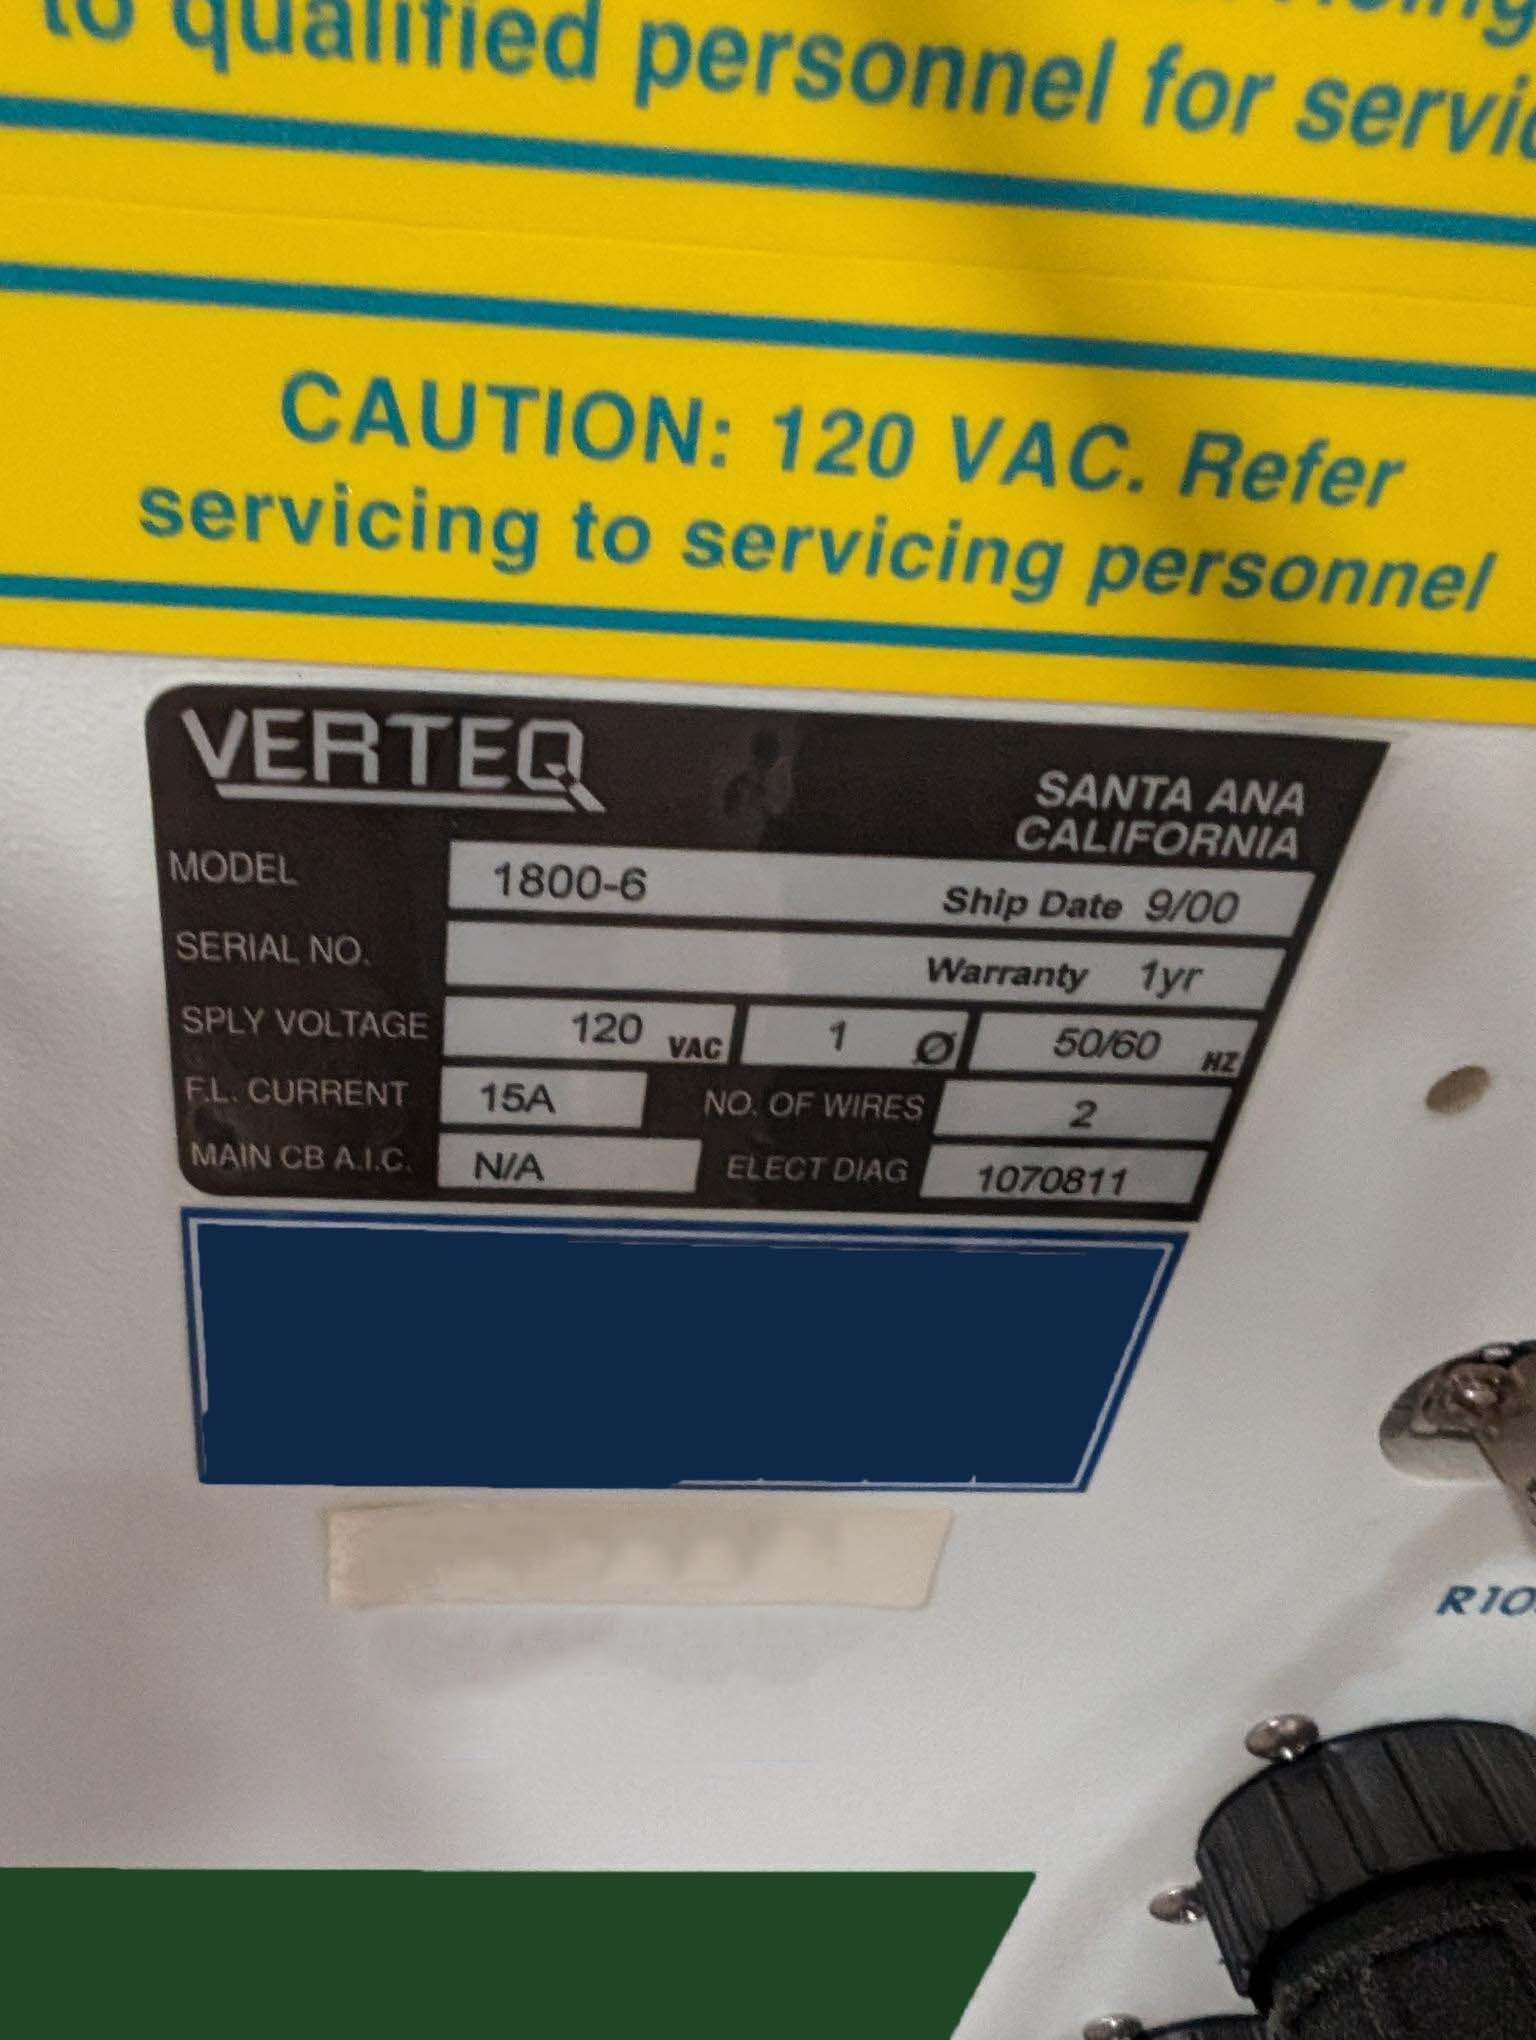 to qualified personnel for servic
CAUTION: 120 VAC. Refer
servicing to servicing personnel
VERTEQ
SANTA ANA
CALIFORNIA
MODEL 1800-6 Ship Date 9/00
SERIAL NO. Warranty 1yr
SPLY VOLTAGE 120 VAC 1 Ø 50/60 HZ
F.L. CURRENT 15A NO. OF WIRES 2
MAIN CB A.I.C. N/A ELECT DIAG 1070811
R10